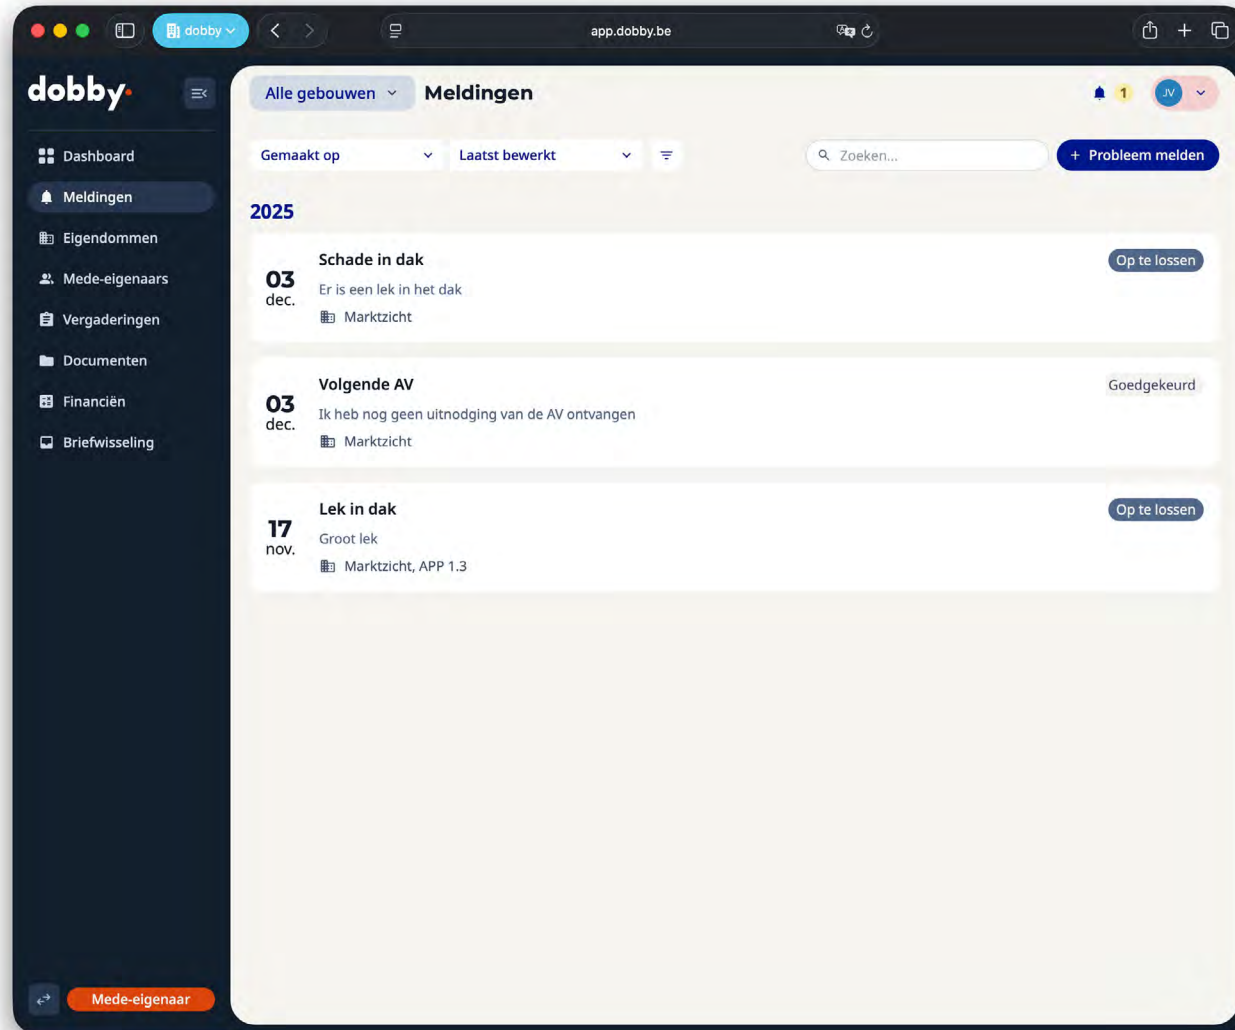 dobby
app.dobby.be
dobby
Alle gebouwen
Meldingen
1
JV
Dashboard
Meldingen
Eigendommen
Mede-eigenaars
Vergaderingen
Documenten
Financiën
Briefwisseling
Gemaakt op
Laatst bewerkt
Zoeken...
+ Probleem melden
2025
03
dec.
Schade in dak
Er is een lek in het dak
Marktzicht
Op te lossen
03
dec.
Volgende AV
Ik heb nog geen uitnodging van de AV ontvangen
Marktzicht
Goedgekeurd
17
nov.
Lek in dak
Groot lek
Marktzicht, APP 1.3
Op te lossen
Mede-eigenaar